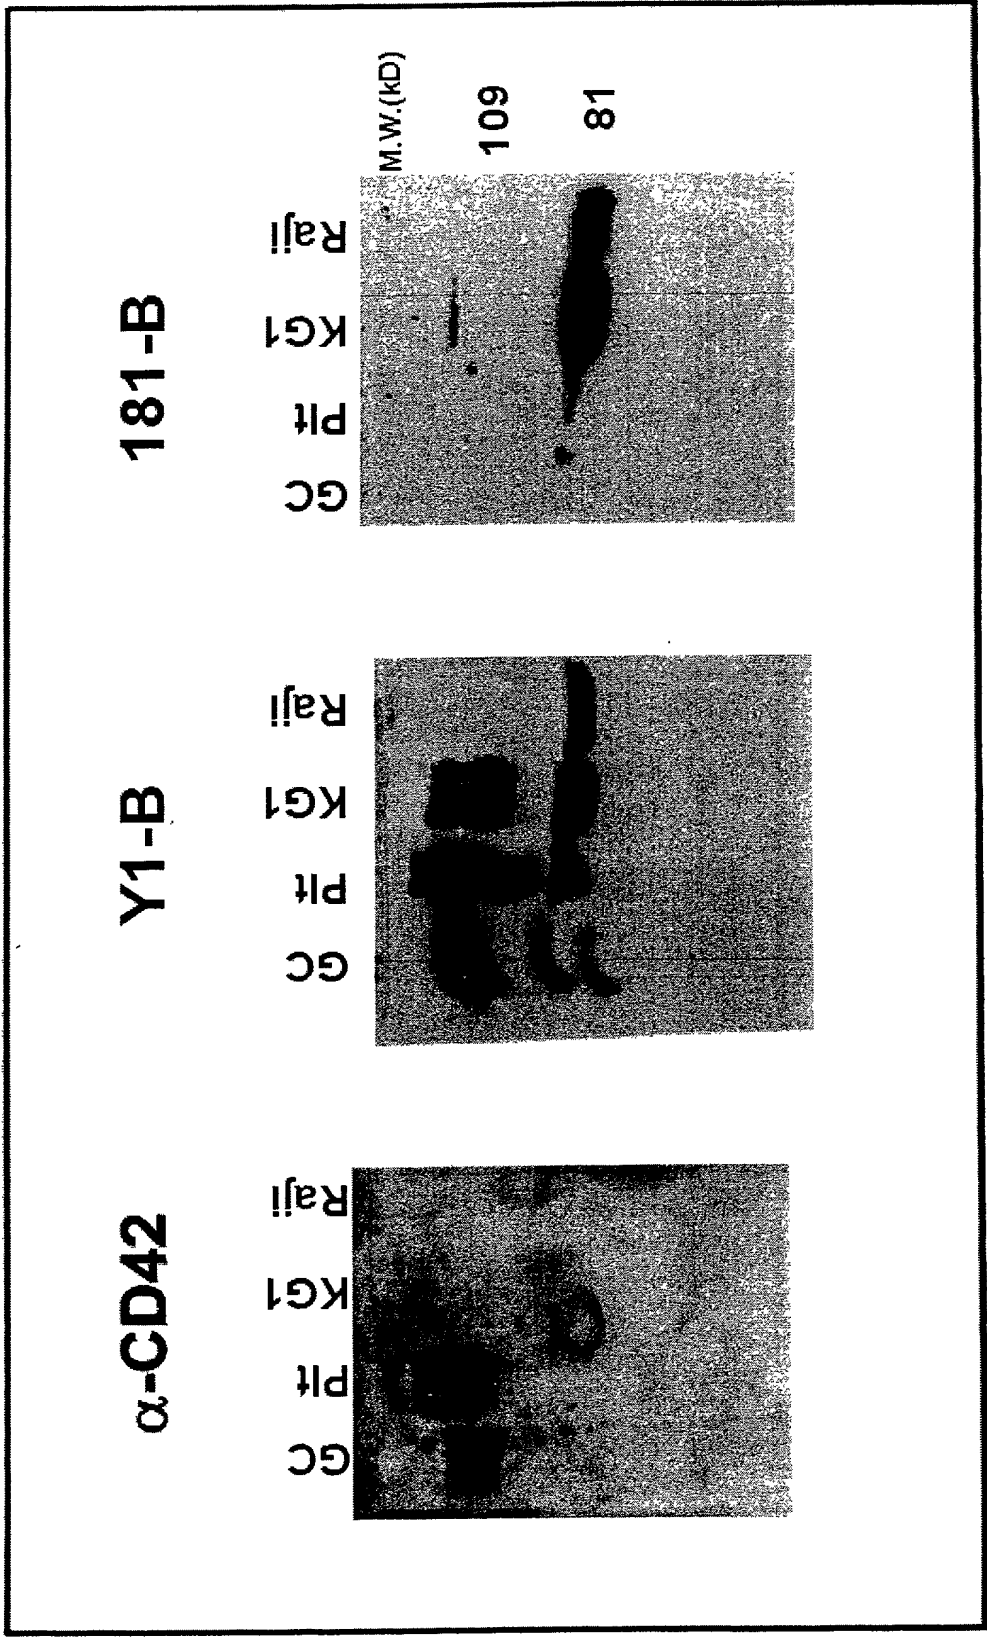 α-CD42 Y1-B 181-B
GC Plt KG1 Raji GC Plt KG1 Raji GC Plt KG1 Raji
M.W.(kD)
109
81